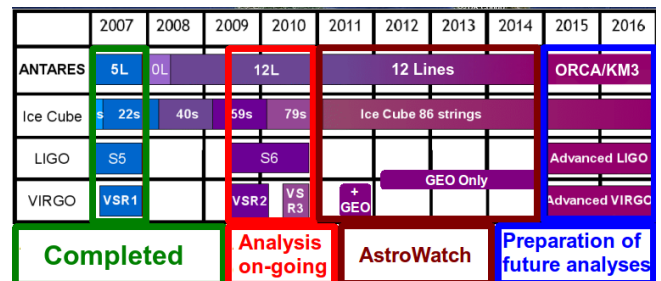 2007 2008 2009 2010 2011 2012 2013 2014 2015 2016
ANTARES 5L 0L 12L 12 Lines ORCA/KM3
Ice Cube s 22s 40s 59s 79s Ice Cube 86 strings
LIGO S5 S6 Advanced LIGO
GEO Only
VIRGO VSR1 VSR2 VS R3 + GEO Advanced VIRGO
Completed
Analysis
on-going
AstroWatch
Preparation of
future analyses